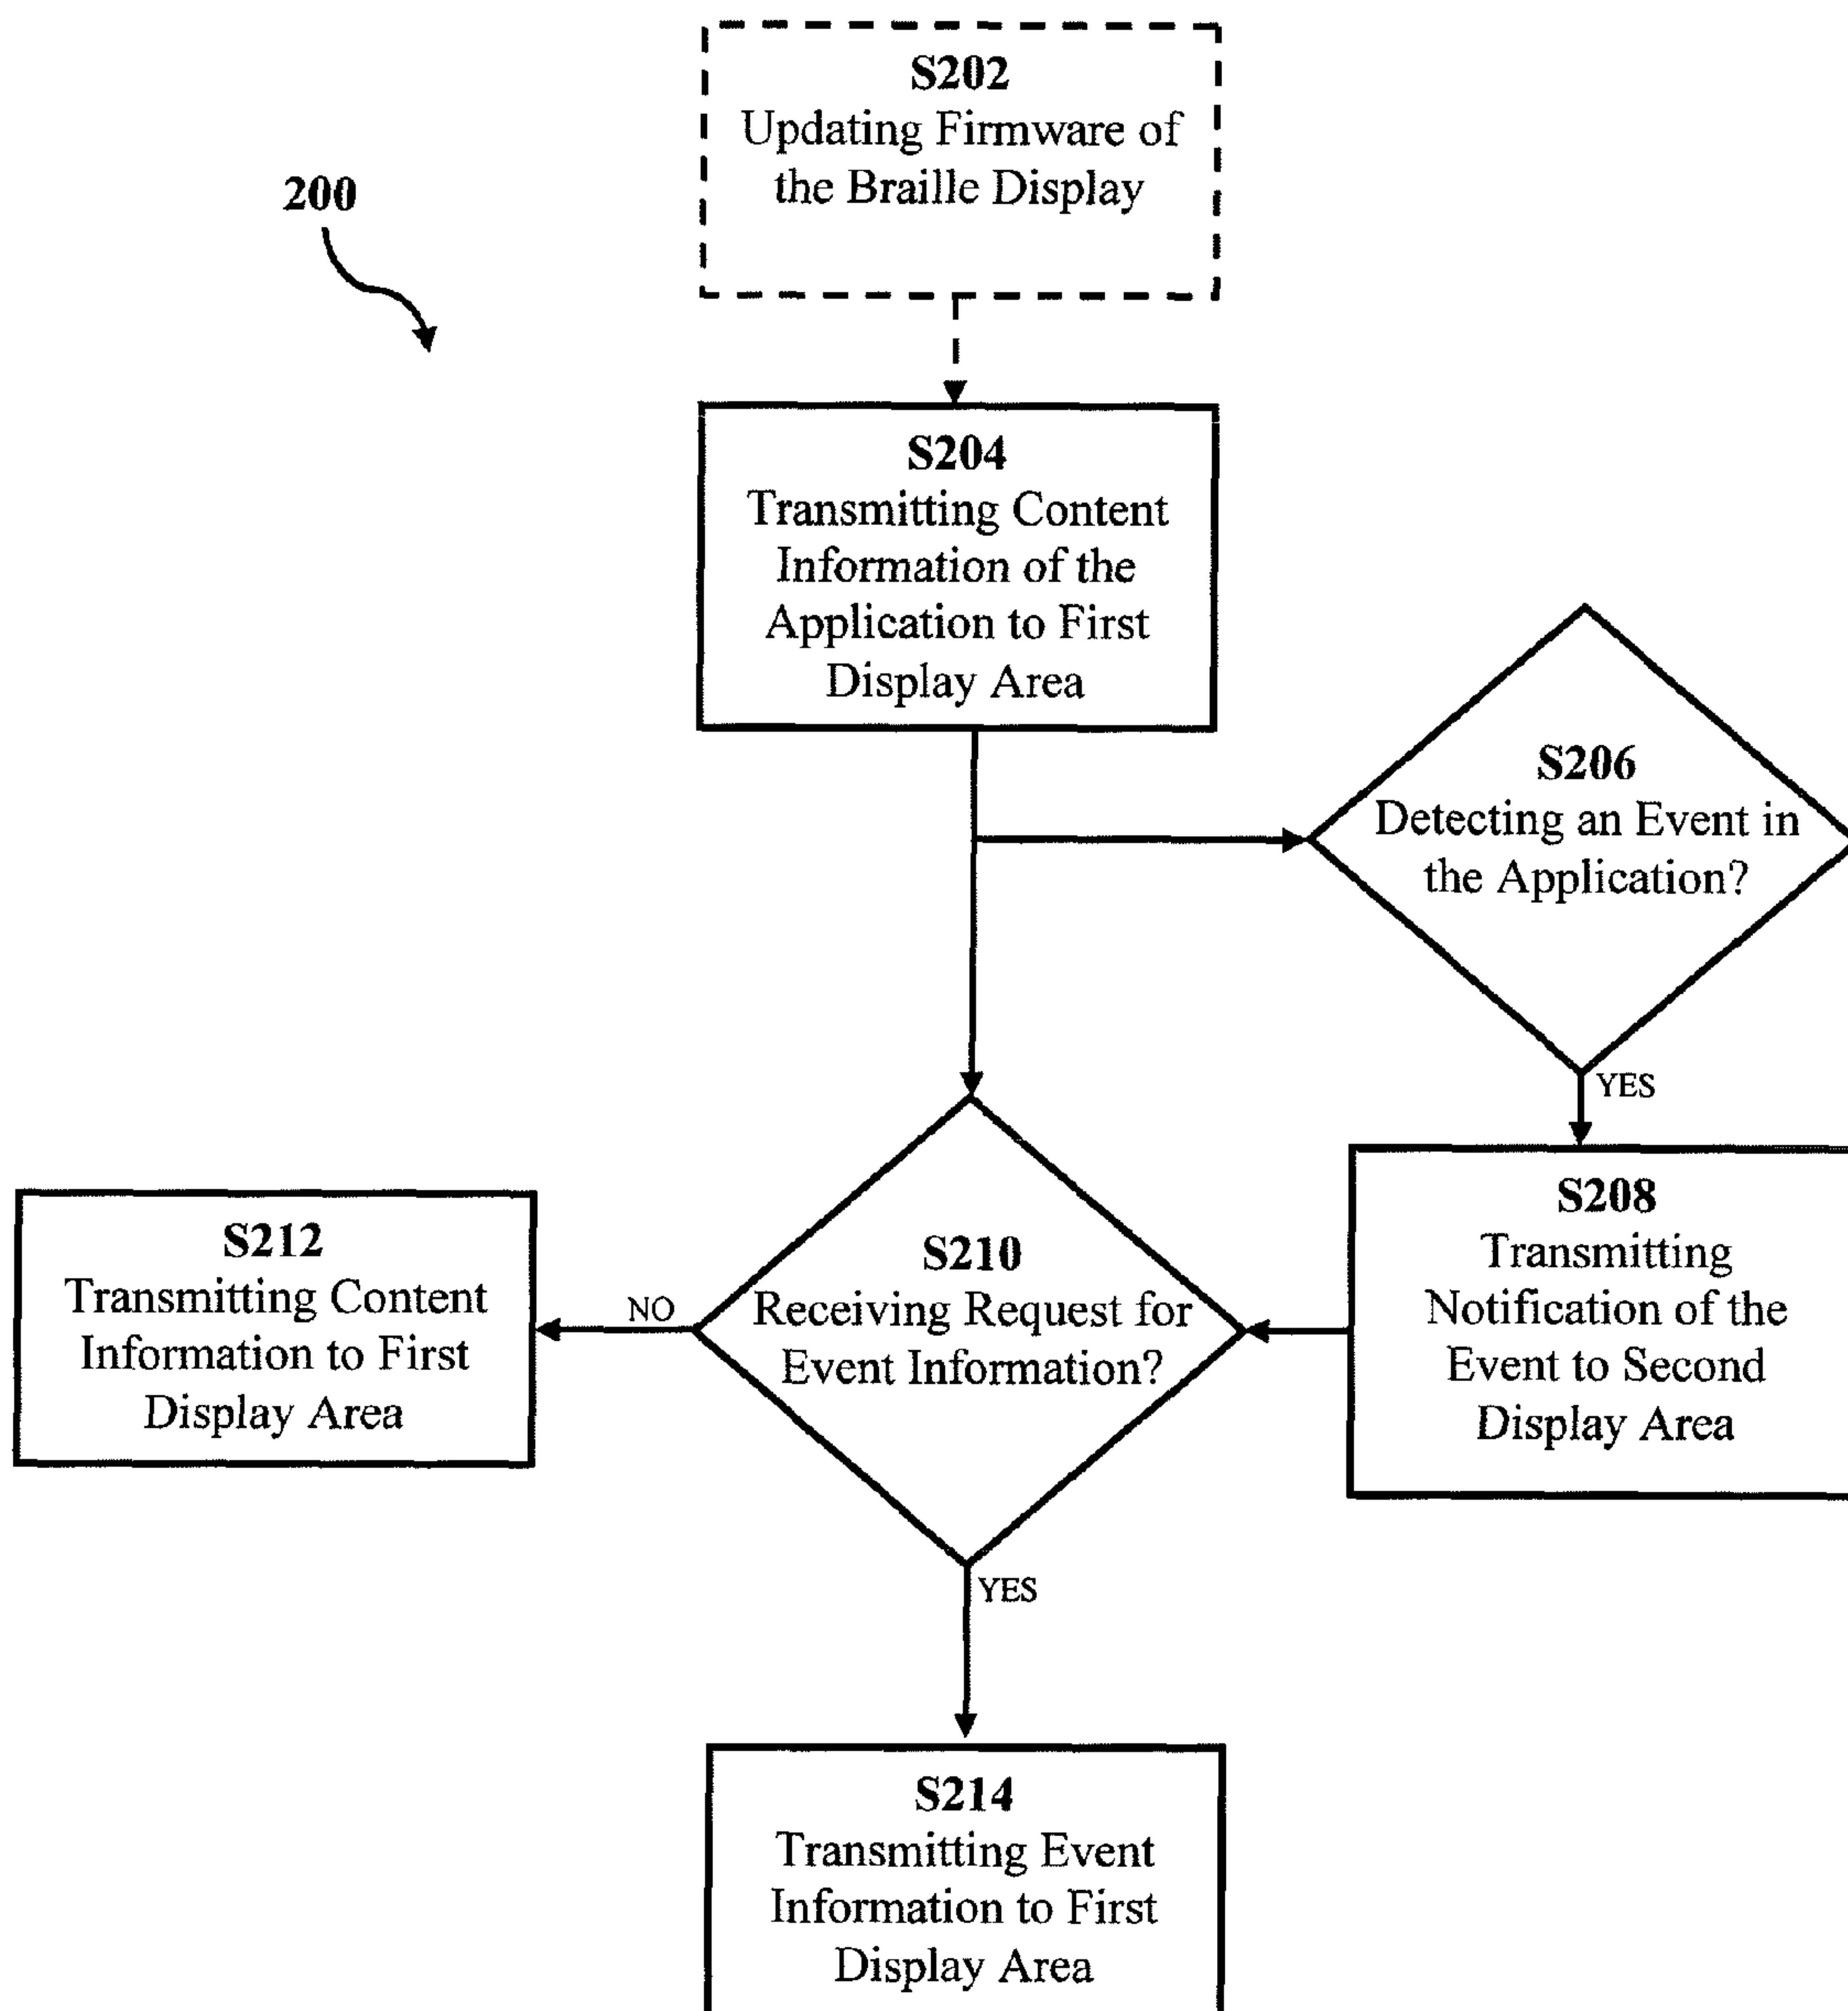 S202
Updating Firmware of
the Braille Display
200
S204
Transmitting Content
Information of the
Application to First
Display Area
S206
Detecting an Event in
the Application?
YES
S208
Transmitting
Notification of the
Event to Second
Display Area
S210
Receiving Request for
Event Information?
NO
S212
Transmitting Content
Information to First
Display Area
YES
S214
Transmitting Event
Information to First
Display Area